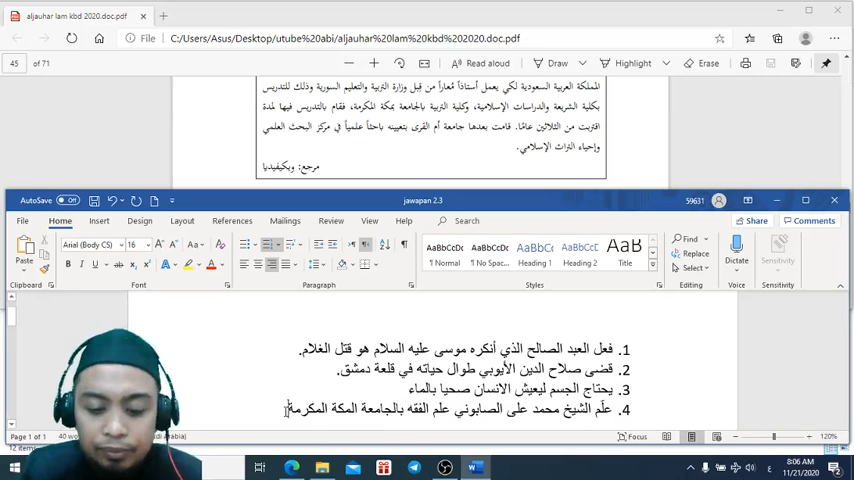 aljauhar lam kbd 2020.doc.pdf
File C:/Users/Asus/Desktop/utube%20abi/aljauhar%20lam%20kbd%202020.doc.pdf
45 of 71 Read aloud Draw Highlight Erase
المملكة العربية السعودية لكي يعمل أستاذاً مُعاراً من قِبل وزارة التربية والتعليم السورية وذلك للتدريس
بكلية الشريعة والدراسات الإسلامية، وكلية التربية بالجامعة بمكة المكرمة، فقام بالتدريس فيها لمدة
اقتربت من الثلاثين عامًا. قامت بعدها جامعة أم القرى بتعيينه باحثاً علمياً في مركز البحث العلمي
وإحياء التراث الإسلامي.
مرجع: ويكيفيديا
AutoSave Off jawapan 2.3 59631
File Home Insert Design Layout References Mailings Review View Help Search Share Comments
Paste Arial (Body CS) 16 AaBbCcDc ¶ No Spac... Heading 1 Heading 2 Title Find Replace Select Dictate Sensitivity
Clipboard Font Paragraph Styles Editing Voice Sensitivity
1. فعل العبد الصالح الذي أنكره موسى عليه السلام هو قتل الغلام.
2. قضى صلاح الدين الأيوبي طوال حياته في قلعة دمشق.
3. يحتاج الجسم ليعيش الانسان صحيا بالماء
4. علّم الشيخ محمد على الصابوني علم الفقه بالجامعة المكة المكرمة
Page 1 of 1 40 Focus 120%
8:06 AM
11/21/2020